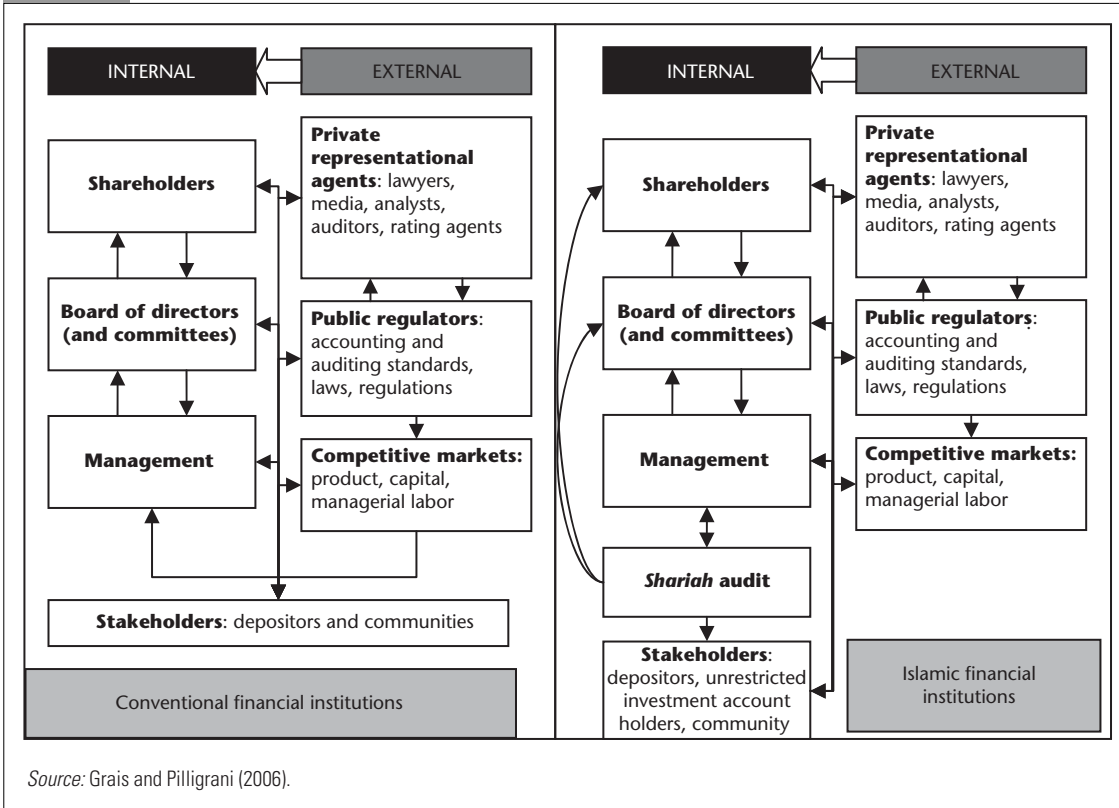 INTERNAL
EXTERNAL
Shareholders
Board of directors
(and committees)
Management
Private
representational
agents: lawyers,
media, analysts,
auditors, rating agents
Public regulators:
accounting and
auditing standards,
laws, regulations
Competitive markets:
product, capital,
managerial labor
Stakeholders: depositors and communities
Conventional financial institutions
INTERNAL
EXTERNAL
Shareholders
Board of directors
(and committees)
Management
Shariah audit
Stakeholders:
depositors, unrestricted
investment account
holders, community
Private
representational
agents: lawyers,
media, analysts,
auditors, rating agents
Public regulators:
accounting and
auditing standards,
laws, regulations
Competitive markets:
product, capital,
managerial labor
Islamic financial
institutions
Source: Grais and Pilligrani (2006).